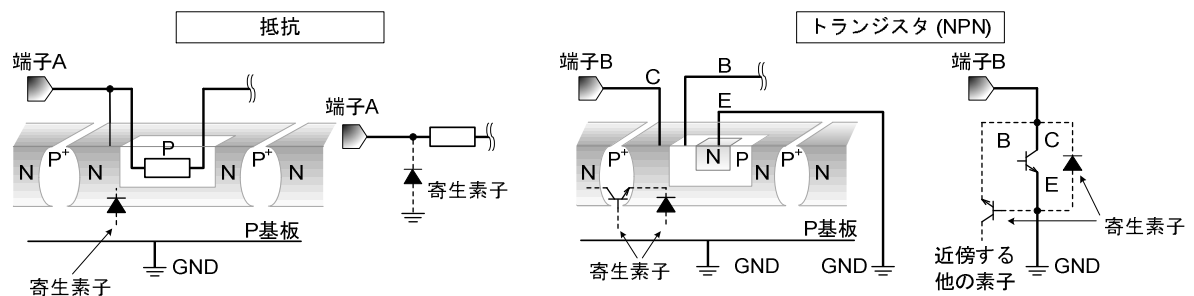 抵抗
端子A
P
N
P+
N
N
P+
N
P基板
GND
寄生素子
端子A
寄生素子
トランジスタ (NPN)
端子B
C
B
E
N
P+
N
N
P
N
P+
N
P基板
寄生素子
GND
GND
端子B
B
C
E
寄生素子
近傍する
他の素子
GND